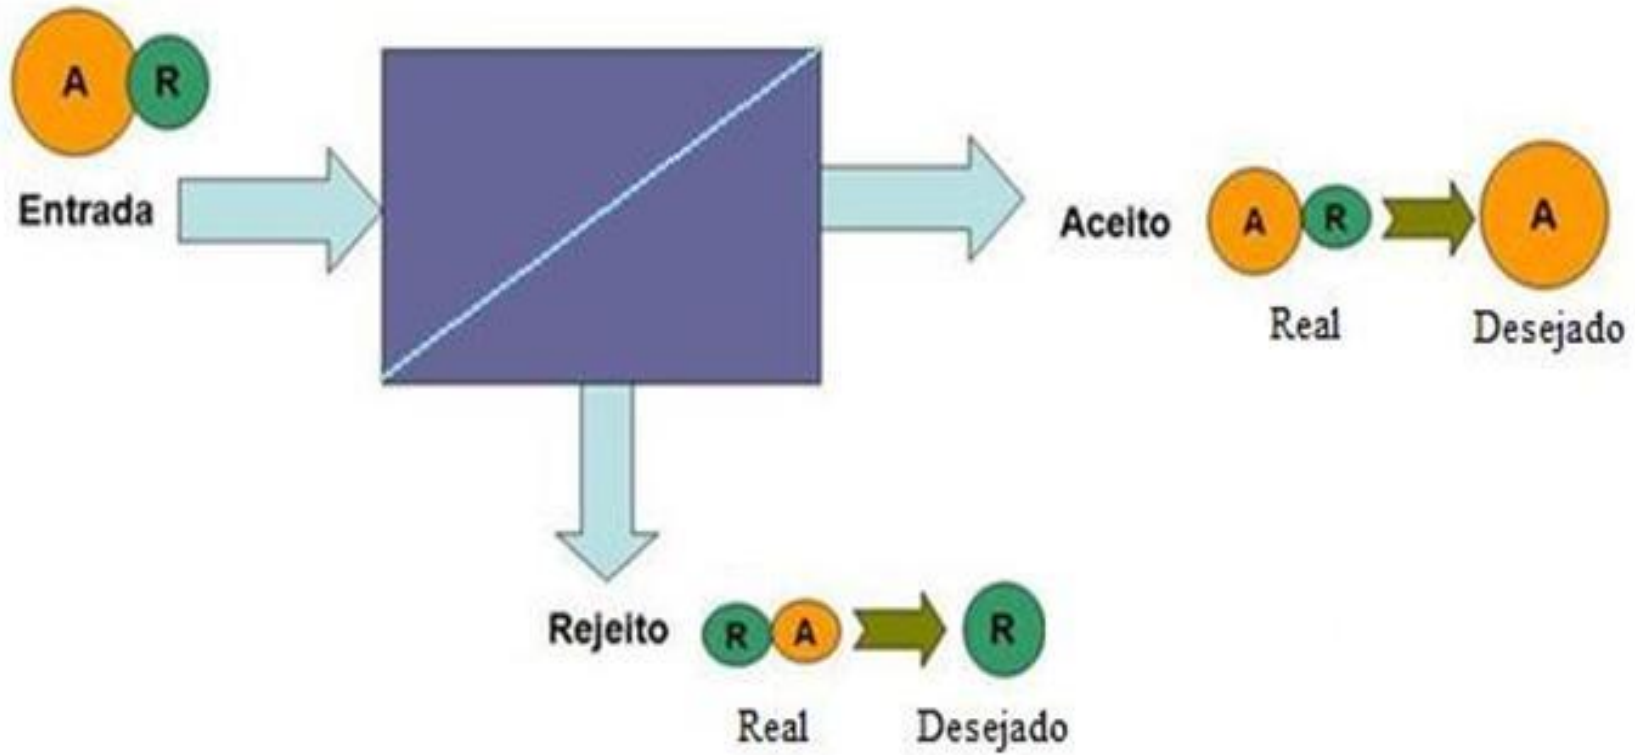 A R
Entrada
Aceito A R A
Real Desejado
Rejeito R A R
Real Desejado